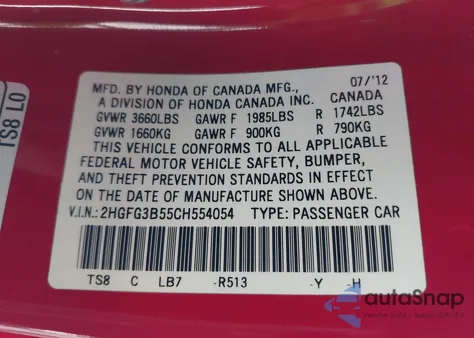 MFD. BY HONDA OF CANADA MFG., 07/'12
A DIVISION OF HONDA CANADA INC. CANADA
GVWR 3660LBS GAWR F 1985LBS R 1742LBS
GVWR 1660KG GAWR F 900KG R 790KG
THIS VEHICLE CONFORMS TO ALL APPLICABLE
FEDERAL MOTOR VEHICLE SAFETY, BUMPER,
AND THEFT PREVENTION STANDARDS IN EFFECT
ON THE DATE OF MANUFACTURE SHOWN ABOVE.
V.I.N.: 2HGFG3B55CH554054 TYPE: PASSENGER CAR
TS8 C LB7 -R513 -Y H
TS8 LO
autoSnap